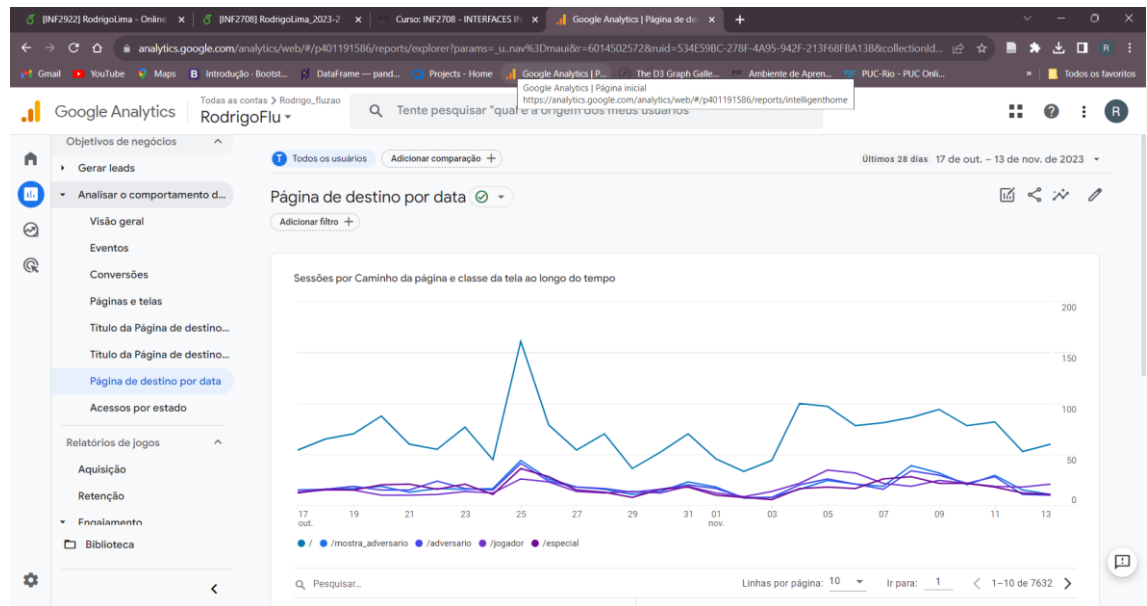 [INF2922] RodrigoLima - Online
[INF2708] RodrigoLima_2023-2
Curso: INF2708 - INTERFACES IN
Google Analytics | Página de de
analytics.google.com/analytics/web/#/p401191586/reports/explorer?params=_u..nav%3Dmaui&r=6014502572&ruid=534E59BC-278F-4A95-942F-213F68FBA13B&collectionId...
R
Gmail
YouTube
Maps
Introdução · Bootst...
DataFrame — pand...
Projects - Home
Google Analytics | P...
The D3 Graph Galle...
Ambiente de Apren...
PUC-Rio - PUC Onli...
»
Todos os favoritos
Google Analytics | Página inicial
https://analytics.google.com/analytics/web/#/p401191586/reports/intelligenthome
Google Analytics
Todas as contas > Rodrigo_fluzao
RodrigoFlu
Tente pesquisar "qual é a origem dos meus usuários"
R
Objetivos de negócios
Gerar leads
Analisar o comportamento d...
Visão geral
Eventos
Conversões
Páginas e telas
Título da Página de destino...
Título da Página de destino...
Página de destino por data
Acessos por estado
Relatórios de jogos
Aquisição
Retenção
Engajamento
Biblioteca
T Todos os usuários
Adicionar comparação +
Últimos 28 dias 17 de out. – 13 de nov. de 2023
Página de destino por data
Adicionar filtro +
Sessões por Caminho da página e classe da tela ao longo do tempo
200
150
100
50
0
17 19 21 23 25 27 29 31 01 03 05 07 09 11 13
out. nov.
/ /mostra_adversario /adversario /jogador /especial
Pesquisar...
Linhas por página: 10
Ir para: 1
1-10 de 7632